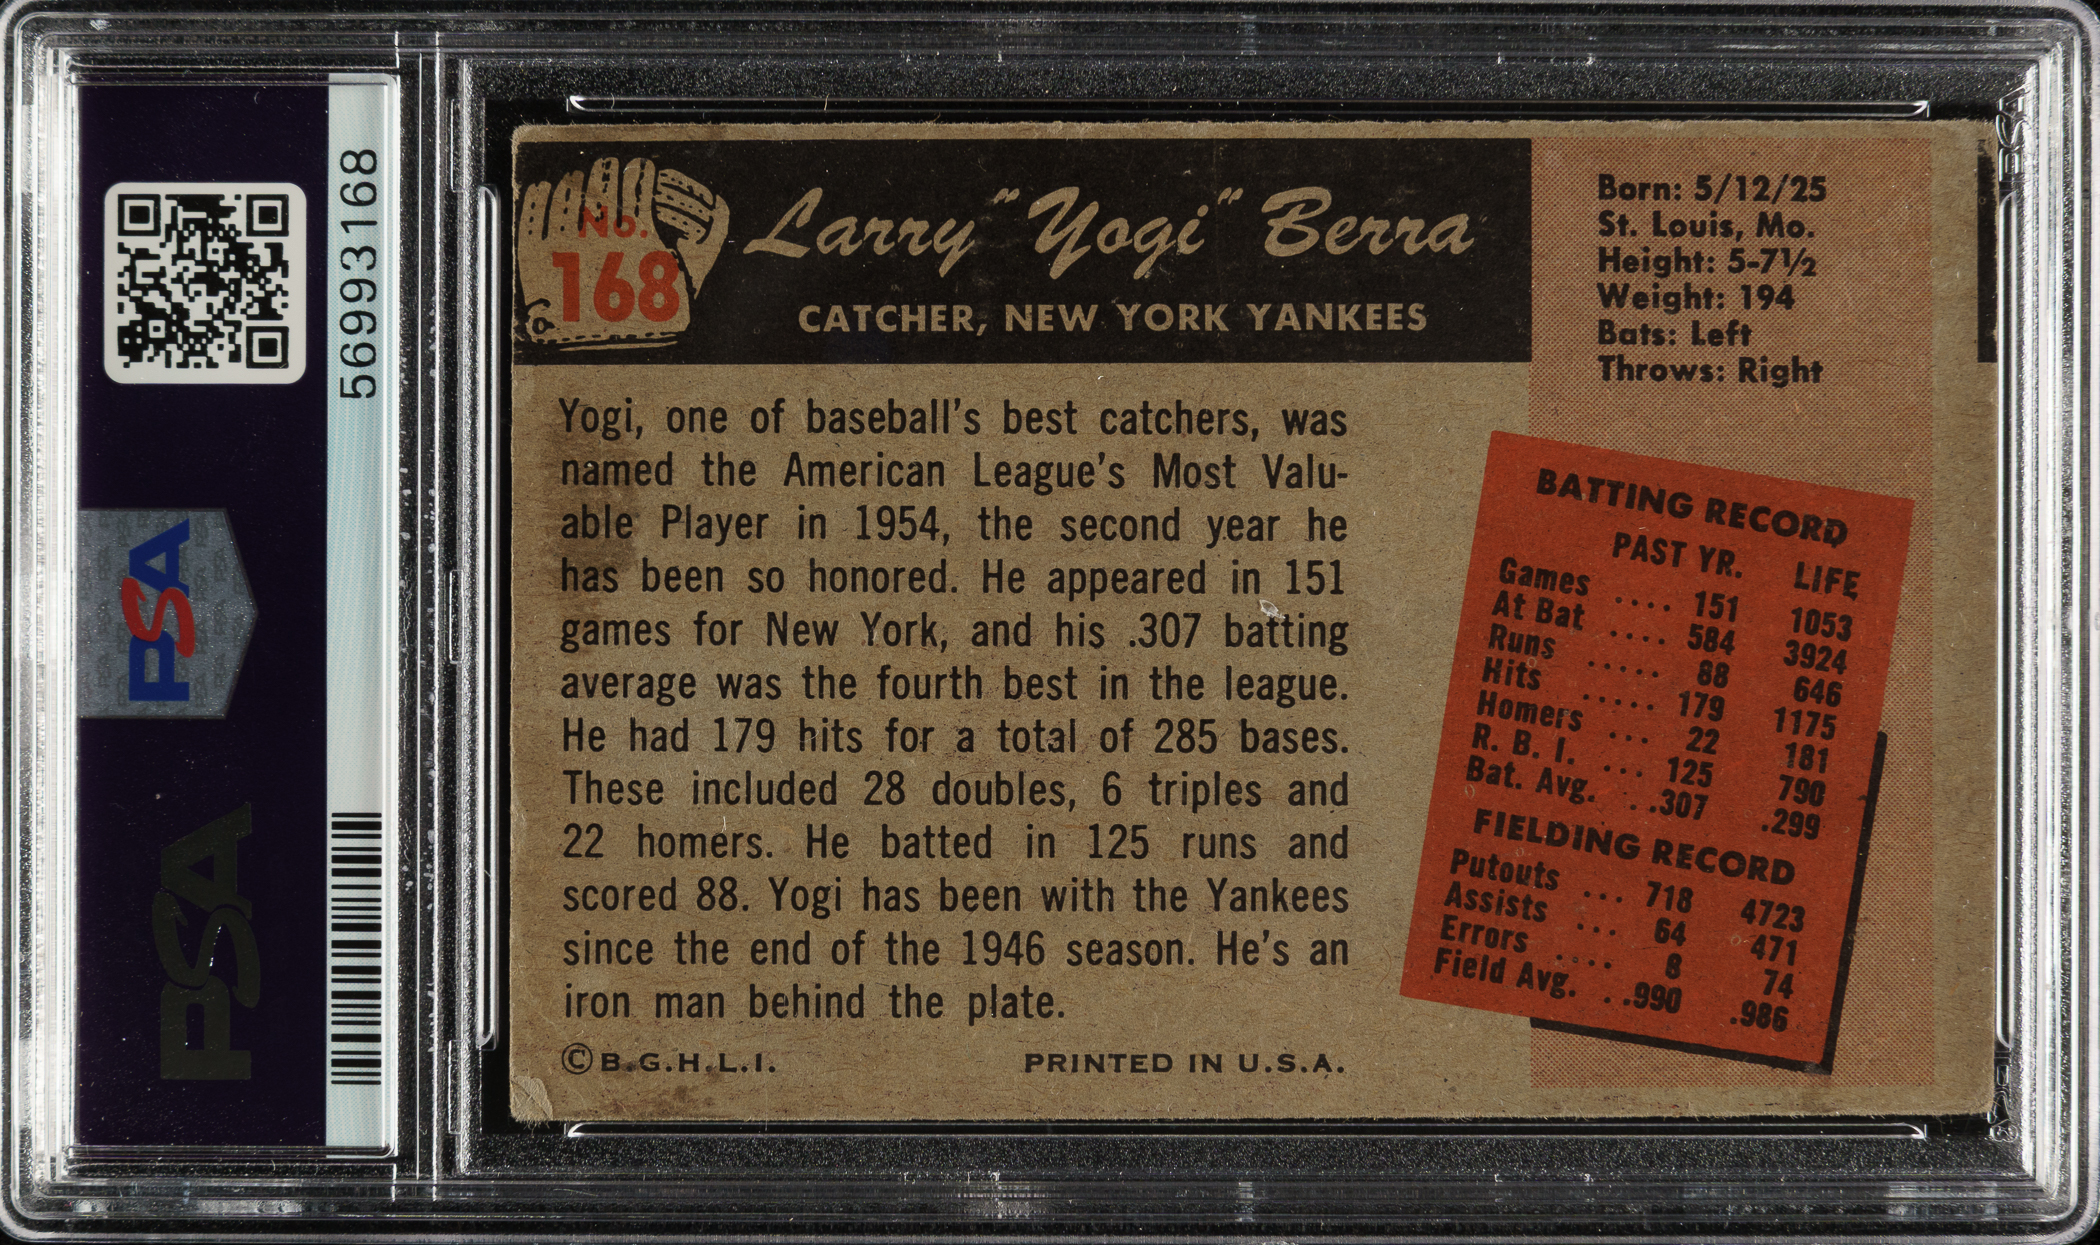 56993168
PSA
PSA
No.
168
Larry "Yogi" Berra
CATCHER, NEW YORK YANKEES
Born: 5/12/25
St. Louis, Mo.
Height: 5-7½
Weight: 194
Bats: Left
Throws: Right
Yogi, one of baseball's best catchers, was
named the American League's Most Valu-
able Player in 1954, the second year he
has been so honored. He appeared in 151
games for New York, and his .307 batting
average was the fourth best in the league.
He had 179 hits for a total of 285 bases.
These included 28 doubles, 6 triples and
22 homers. He batted in 125 runs and
scored 88. Yogi has been with the Yankees
since the end of the 1946 season. He's an
iron man behind the plate.
© B.G.H.L.I. PRINTED IN U.S.A.
BATTING RECORD
PAST YR. LIFE
Games .... 151 1053
At Bat .... 584 3924
Runs ..... 88 646
Hits ..... 179 1175
Homers ... 22 181
R. B. I. ... 125 790
Bat. Avg. . .307 .299
FIELDING RECORD
Putouts ... 718 4723
Assists ... 64 471
Errors .... 8 74
Field Avg. . .990 .986